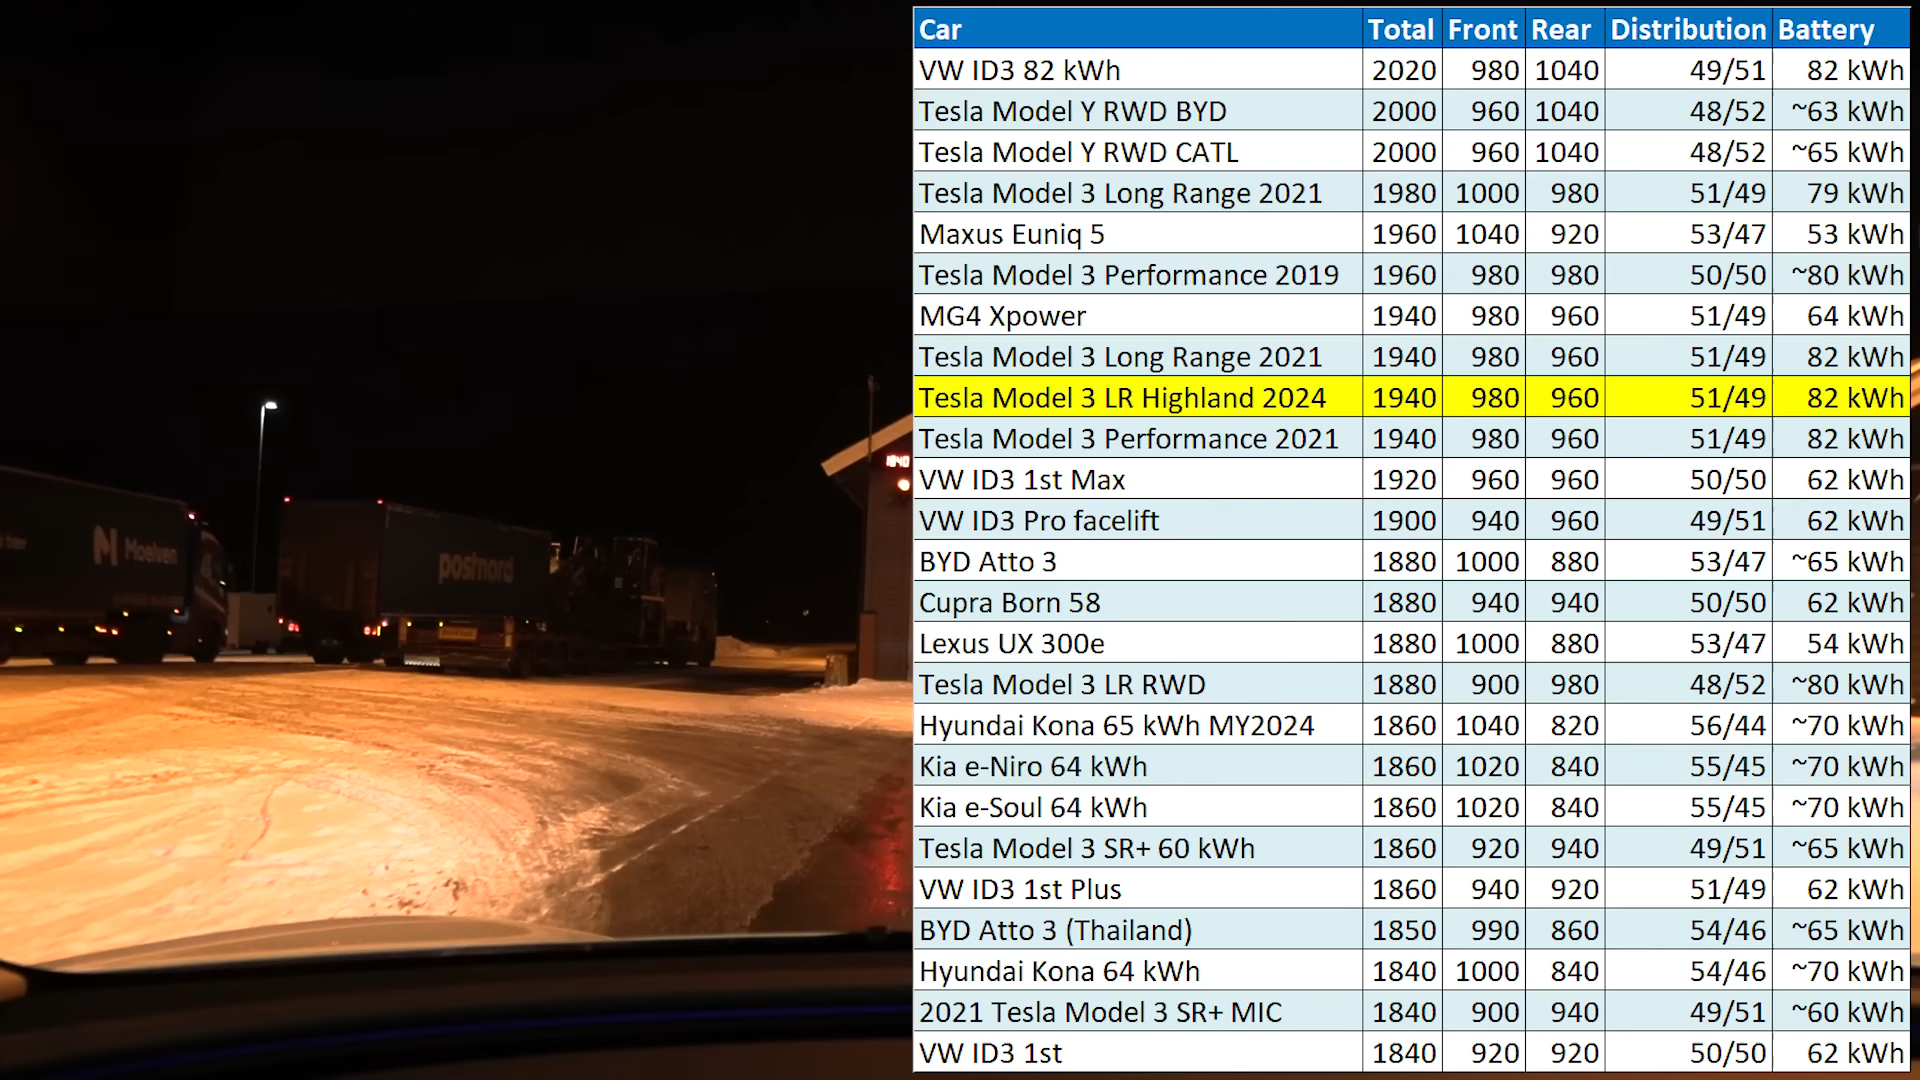 Car Total Front Rear Distribution Battery
VW ID3 82 kWh 2020 980 1040 49/51 82 kWh
Tesla Model Y RWD BYD 2000 960 1040 48/52 ~63 kWh
Tesla Model Y RWD CATL 2000 960 1040 48/52 ~65 kWh
Tesla Model 3 Long Range 2021 1980 1000 980 51/49 79 kWh
Maxus Euniq 5 1960 1040 920 53/47 53 kWh
Tesla Model 3 Performance 2019 1960 980 980 50/50 ~80 kWh
MG4 Xpower 1940 980 960 51/49 64 kWh
Tesla Model 3 Long Range 2021 1940 980 960 51/49 82 kWh
Tesla Model 3 LR Highland 2024 1940 980 960 51/49 82 kWh
Tesla Model 3 Performance 2021 1940 980 960 51/49 82 kWh
VW ID3 1st Max 1920 960 960 50/50 62 kWh
VW ID3 Pro facelift 1900 940 960 49/51 62 kWh
BYD Atto 3 1880 1000 880 53/47 ~65 kWh
Cupra Born 58 1880 940 940 50/50 62 kWh
Lexus UX 300e 1880 1000 880 53/47 54 kWh
Tesla Model 3 LR RWD 1880 900 980 48/52 ~80 kWh
Hyundai Kona 65 kWh MY2024 1860 1040 820 56/44 ~70 kWh
Kia e-Niro 64 kWh 1860 1020 840 55/45 ~70 kWh
Kia e-Soul 64 kWh 1860 1020 840 55/45 ~70 kWh
Tesla Model 3 SR+ 60 kWh 1860 920 940 49/51 ~65 kWh
VW ID3 1st Plus 1860 940 920 51/49 62 kWh
BYD Atto 3 (Thailand) 1850 990 860 54/46 ~65 kWh
Hyundai Kona 64 kWh 1840 1000 840 54/46 ~70 kWh
2021 Tesla Model 3 SR+ MIC 1840 900 940 49/51 ~60 kWh
VW ID3 1st 1840 920 920 50/50 62 kWh
Moelven
postnord